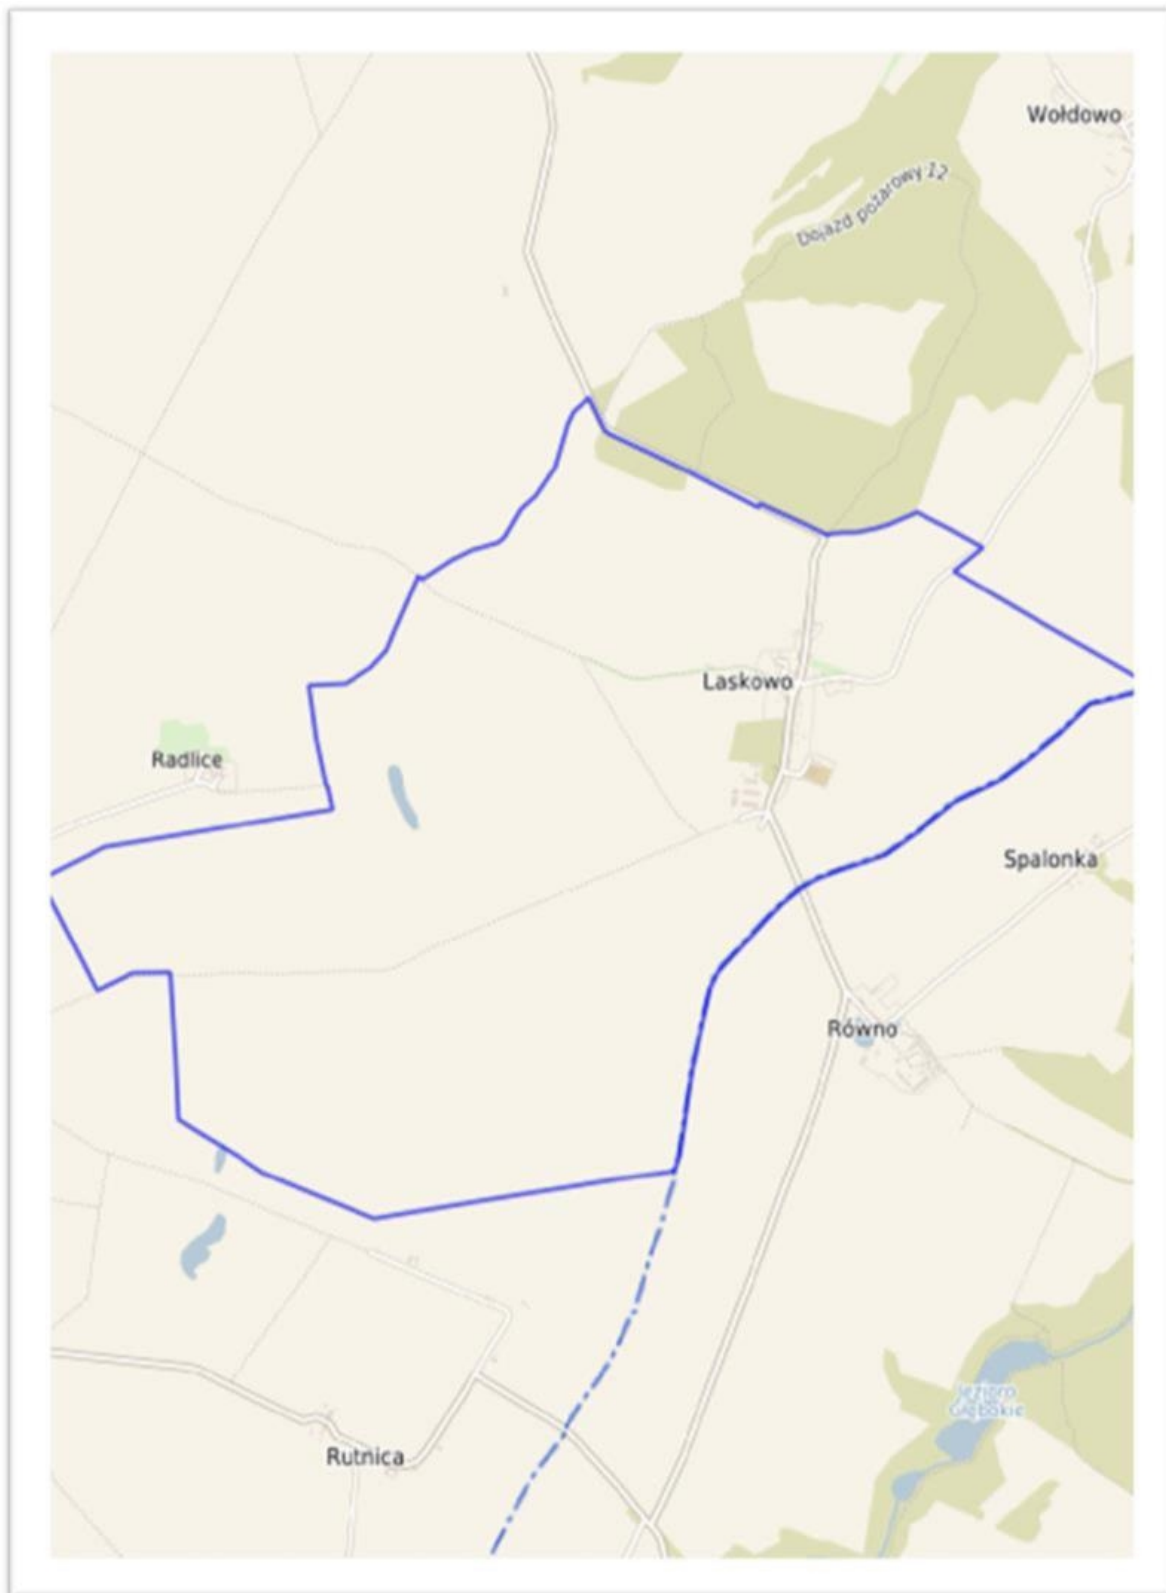 Wołdowo
Dojazd pożarowy 12
Laskowo
Radlice
Spalonka
Równo
Jezioro
Głębokie
Rutnica